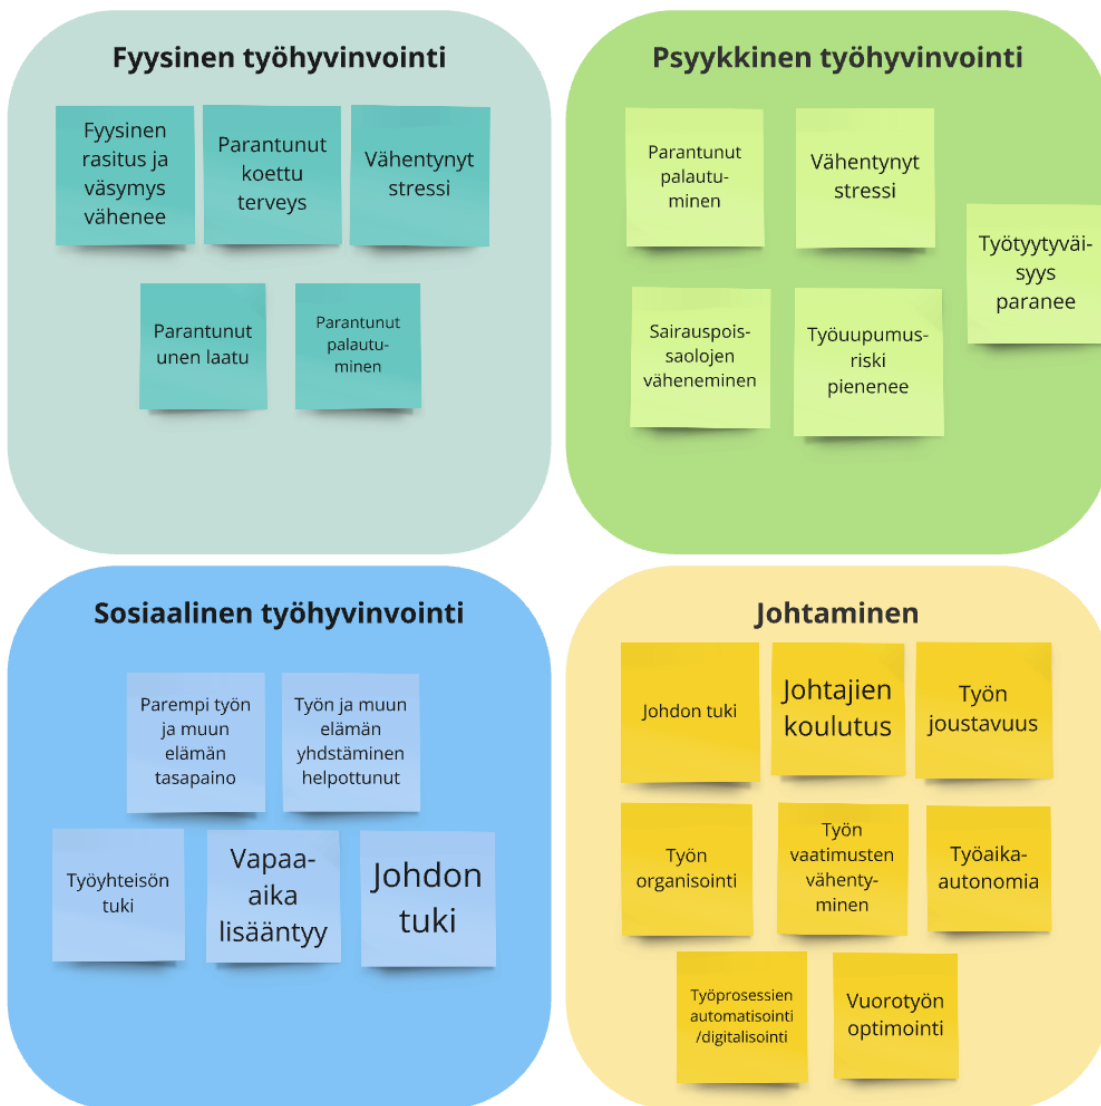 Fyysinen työhyvinvointi
Fyysinen
rasitus ja
väsymys
vähenee
Parantunut
koettu
terveys
Vähentynyt
stressi
Parantunut
unen laatu
Parantunut
palautu-
minen
Psyykkinen työhyvinvointi
Parantunut
palautu-
minen
Vähentynyt
stressi
Työtyytyväi-
syys
paranee
Sairauspois-
saolojen
väheneminen
Työuupumus-
riski
pienenee
Sosiaalinen työhyvinvointi
Parempi työn
ja muun
elämän
tasapaino
Työn ja muun
elämän
yhdstäminen
helpottunut
Työyhteisön
tuki
Vapaa-
aika
lisääntyy
Johdon
tuki
Johtaminen
Johdon tuki
Johtajien
koulutus
Työn
joustavuus
Työn
organisointi
Työn
vaatimusten
vähenty-
minen
Työaika-
autonomia
Työprosessien
automatisointi
/digitalisointi
Vuorotyön
optimointi